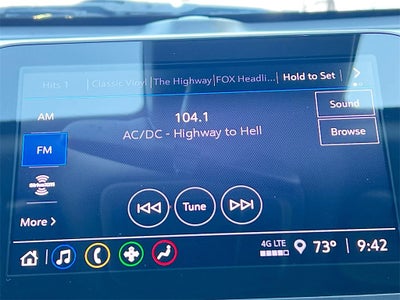 Hits 1 | Classic Vinyl | The Highway | FOX Headli... Hold to Set
AM
104.1
Sound
AC/DC - Highway to Hell
Browse
FM
SiriusXM
More >
Tune
4G LTE
73° | 9:42